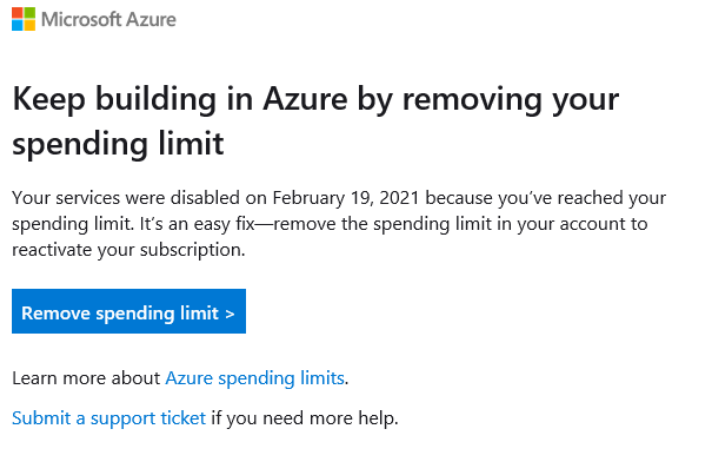 Microsoft Azure
Keep building in Azure by removing your
spending limit
Your services were disabled on February 19, 2021 because you’ve reached your
spending limit. It’s an easy fix—remove the spending limit in your account to
reactivate your subscription.
Remove spending limit >
Learn more about Azure spending limits.
Submit a support ticket if you need more help.